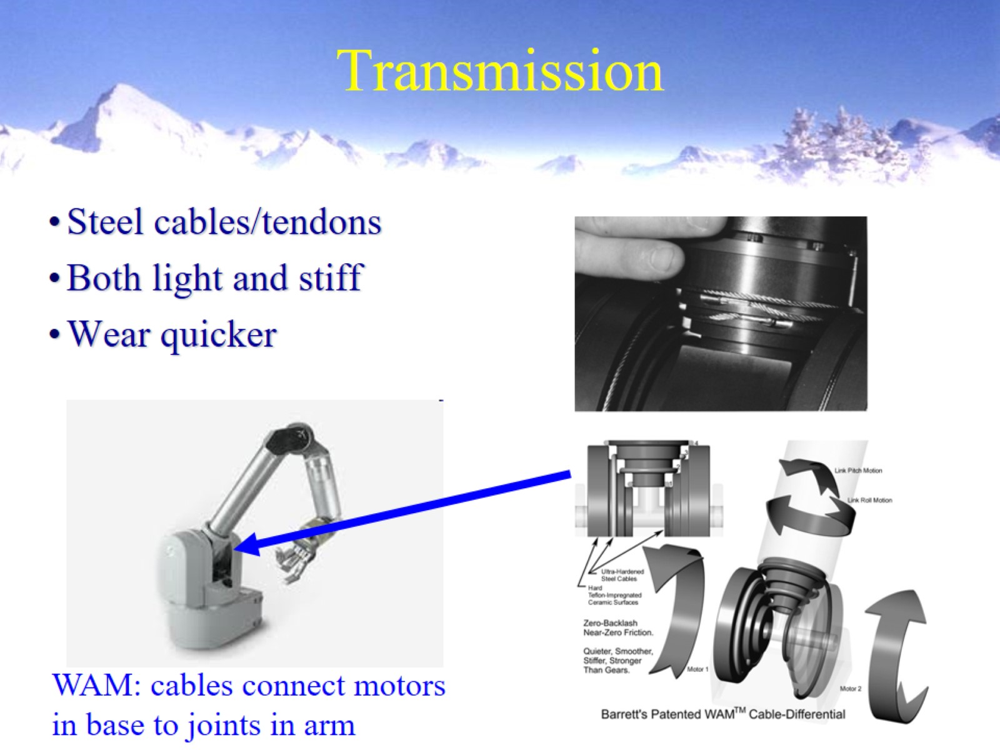 Transmission
• Steel cables/tendons
• Both light and stiff
• Wear quicker
WAM: cables connect motors
in base to joints in arm
4
3
2
1
Link Pitch Motion
Link Roll Motion
Ultra-Hardened
Steel Cables
Hard
Teflon-Impregnated
Ceramic Surfaces
Zero-Backlash
Near-Zero Friction.
Quieter, Smoother,
Stiffer, Stronger
Than Gears.
Motor 1
Motor 2
Barrett's Patented WAM™ Cable-Differential